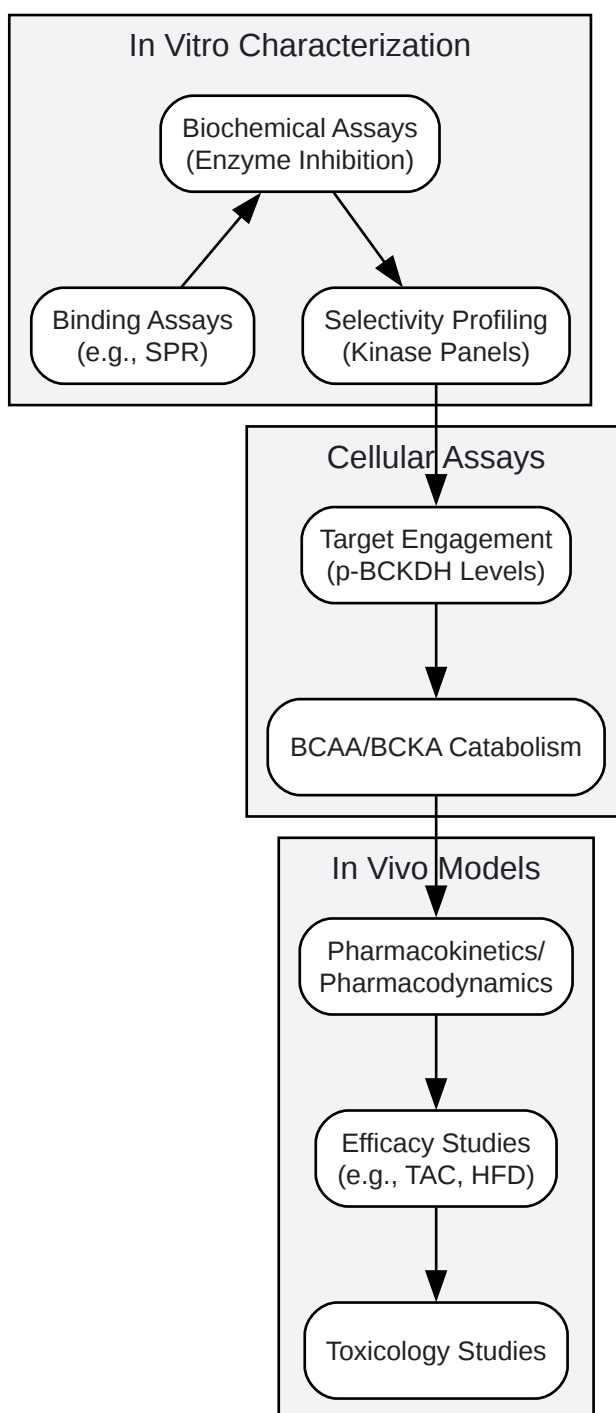 In Vitro Characterization
Biochemical Assays
(Enzyme Inhibition)
Binding Assays
(e.g., SPR)
Selectivity Profiling
(Kinase Panels)
Cellular Assays
Target Engagement
(p-BCKDH Levels)
BCAA/BCKA Catabolism
In Vivo Models
Pharmacokinetics/
Pharmacodynamics
Efficacy Studies
(e.g., TAC, HFD)
Toxicology Studies